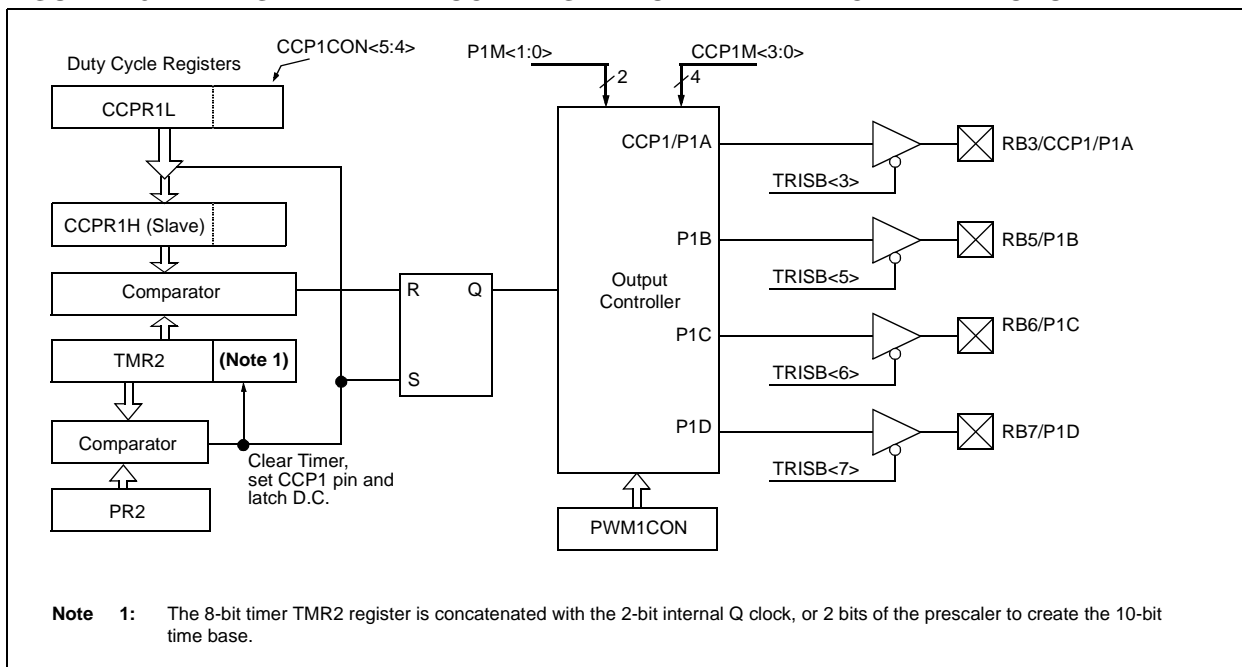 CCP1CON<5:4>
Duty Cycle Registers
CCPR1L
CCPR1H (Slave)
Comparator
TMR2
(Note 1)
Comparator
PR2
Clear Timer,
set CCP1 pin and
latch D.C.
R
Q
S
P1M<1:0>
2
CCP1M<3:0>
4
Output
Controller
CCP1/P1A
P1B
P1C
P1D
PWM1CON
TRISB<3>
RB3/CCP1/P1A
TRISB<5>
RB5/P1B
TRISB<6>
RB6/P1C
TRISB<7>
RB7/P1D
Note 1: The 8-bit timer TMR2 register is concatenated with the 2-bit internal Q clock, or 2 bits of the prescaler to create the 10-bit
time base.